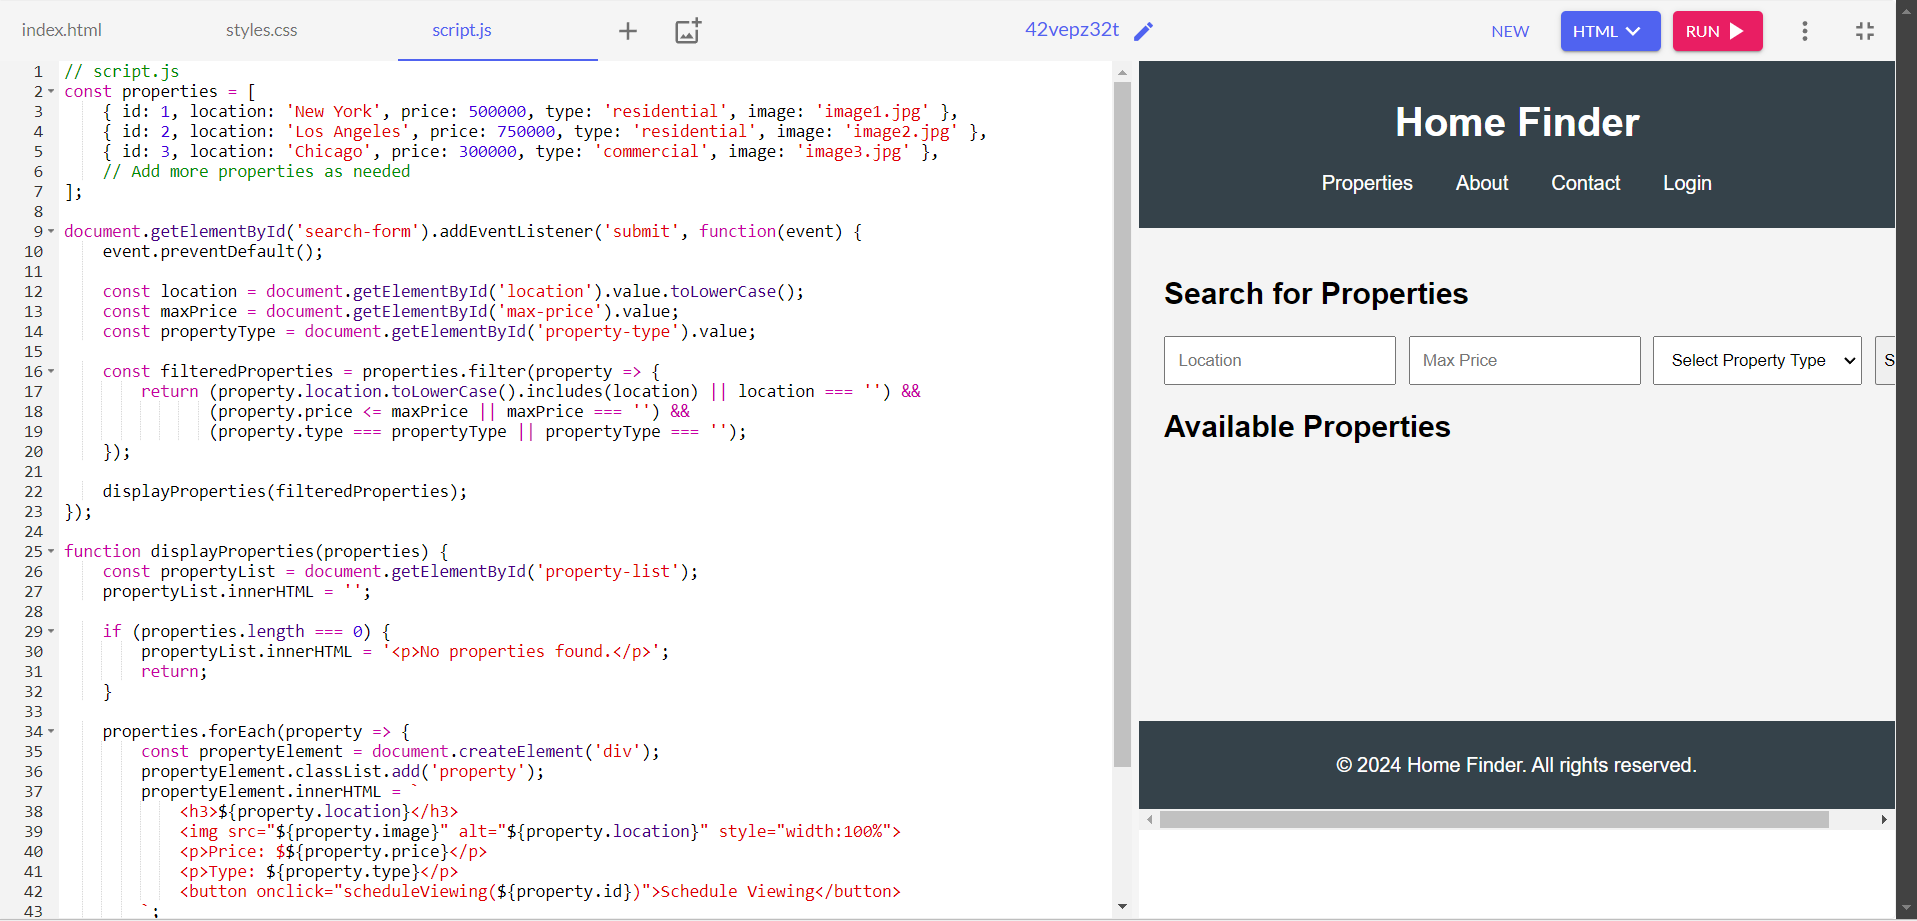 index.html styles.css script.js 42vepz32t NEW HTML RUN
1 // script.js
2 const properties = [
3 { id: 1, location: 'New York', price: 500000, type: 'residential', image: 'image1.jpg' },
4 { id: 2, location: 'Los Angeles', price: 750000, type: 'residential', image: 'image2.jpg' },
5 { id: 3, location: 'Chicago', price: 300000, type: 'commercial', image: 'image3.jpg' },
6 // Add more properties as needed
7 ];
8
9 document.getElementById('search-form').addEventListener('submit', function(event) {
10 event.preventDefault();
11
12 const location = document.getElementById('location').value.toLowerCase();
13 const maxPrice = document.getElementById('max-price').value;
14 const propertyType = document.getElementById('property-type').value;
15
16 const filteredProperties = properties.filter(property => {
17 return (property.location.toLowerCase().includes(location) || location === '') &&
18 (property.price <= maxPrice || maxPrice === '') &&
19 (property.type === propertyType || propertyType === '');
20 });
21
22 displayProperties(filteredProperties);
23 });
24
25 function displayProperties(properties) {
26 const propertyList = document.getElementById('property-list');
27 propertyList.innerHTML = '';
28
29 if (properties.length === 0) {
30 propertyList.innerHTML = '<p>No properties found.</p>';
31 return;
32 }
33
34 properties.forEach(property => {
35 const propertyElement = document.createElement('div');
36 propertyElement.classList.add('property');
37 propertyElement.innerHTML = `
38 <h3>${property.location}</h3>
39 <img src="${property.image}" alt="${property.location}" style="width:100%">
40 <p>Price: $${property.price}</p>
41 <p>Type: ${property.type}</p>
42 <button onclick="scheduleViewing(${property.id})">Schedule Viewing</button>
43 `;
Home Finder
Properties About Contact Login
Search for Properties
Location Max Price Select Property Type S
Available Properties
© 2024 Home Finder. All rights reserved.